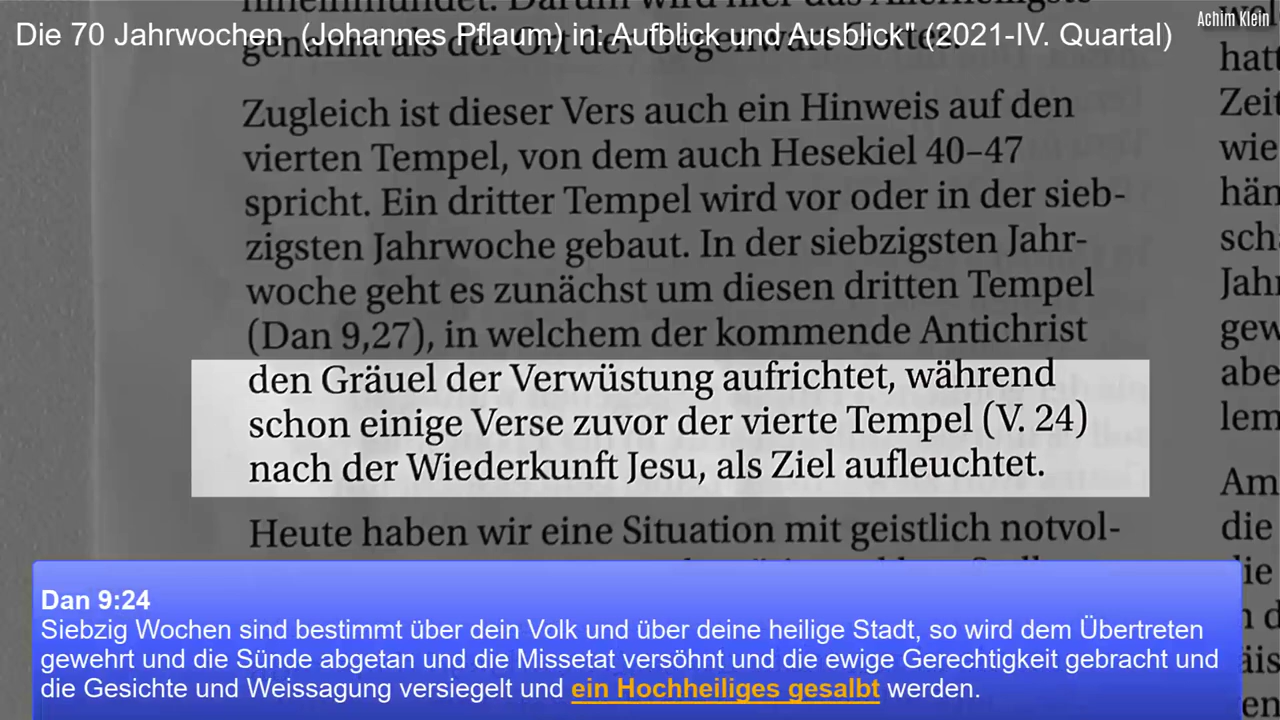 Achim Klein
Die 70 Jahrwochen (Johannes Pflaum) in: Aufblick und Ausblick" (2021-IV. Quartal)
genannt als der Ort der Gegenwart Gottes.
Zugleich ist dieser Vers auch ein Hinweis auf den
vierten Tempel, von dem auch Hesekiel 40–47
spricht. Ein dritter Tempel wird vor oder in der sieb-
zigsten Jahrwoche gebaut. In der siebzigsten Jahr-
woche geht es zunächst um diesen dritten Tempel
(Dan 9,27), in welchem der kommende Antichrist
den Gräuel der Verwüstung aufrichtet, während
schon einige Verse zuvor der vierte Tempel (V. 24)
nach der Wiederkunft Jesu, als Ziel aufleuchtet.
Heute haben wir eine Situation mit geistlich notvol-
Dan 9:24
Siebzig Wochen sind bestimmt über dein Volk und über deine heilige Stadt, so wird dem Übertreten
gewehrt und die Sünde abgetan und die Missetat versöhnt und die ewige Gerechtigkeit gebracht und
die Gesichte und Weissagung versiegelt und ein Hochheiliges gesalbt werden.